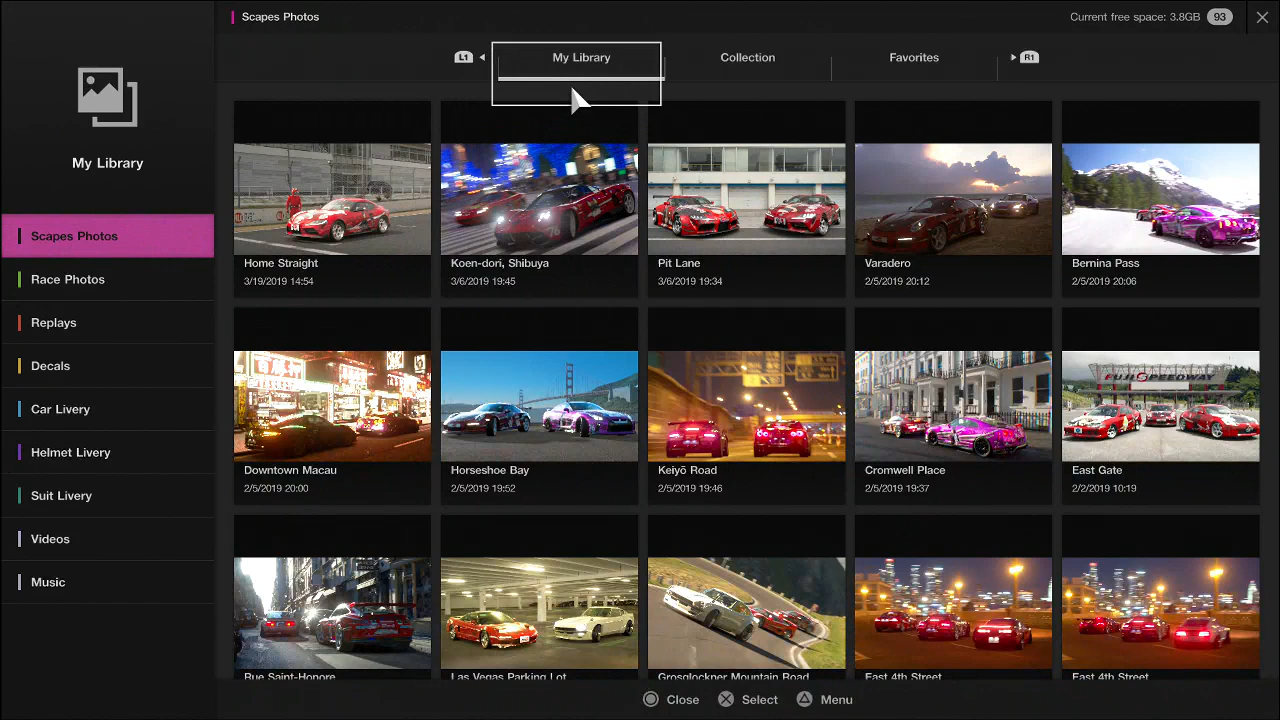 Scapes Photos
Current free space: 3.8GB 93
L1 My Library Collection Favorites R1
My Library
Scapes Photos
Race Photos
Replays
Decals
Car Livery
Helmet Livery
Suit Livery
Videos
Music
Home Straight
3/19/2019 14:54
Koen-dori, Shibuya
3/6/2019 19:45
Pit Lane
3/6/2019 19:34
Varadero
2/5/2019 20:12
Bernina Pass
2/5/2019 20:06
Downtown Macau
2/5/2019 20:00
Horseshoe Bay
2/5/2019 19:52
Keiyō Road
2/5/2019 19:46
Cromwell Place
2/5/2019 19:37
FUJI SPEEDWAY
East Gate
2/2/2019 10:19
Rue Saint-Honore
Las Vegas Parking Lot
Grosglockner Mountain Road
East 4th Street
East 4th Street
Close Select Menu